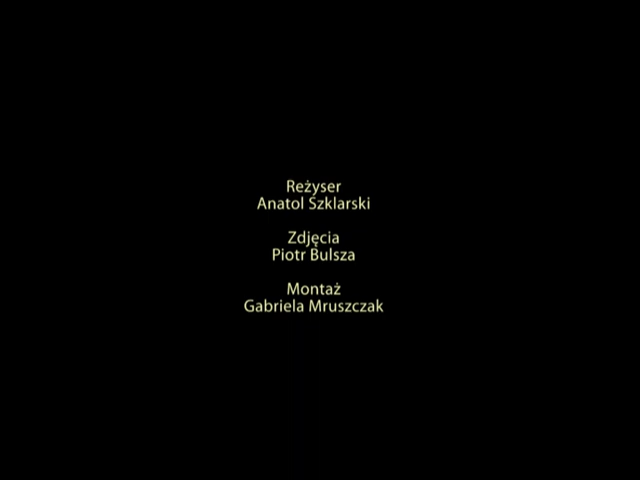 Reżyser
Anatol Szklarski
Zdjęcia
Piotr Bulsza
Montaż
Gabriela Mruszczak